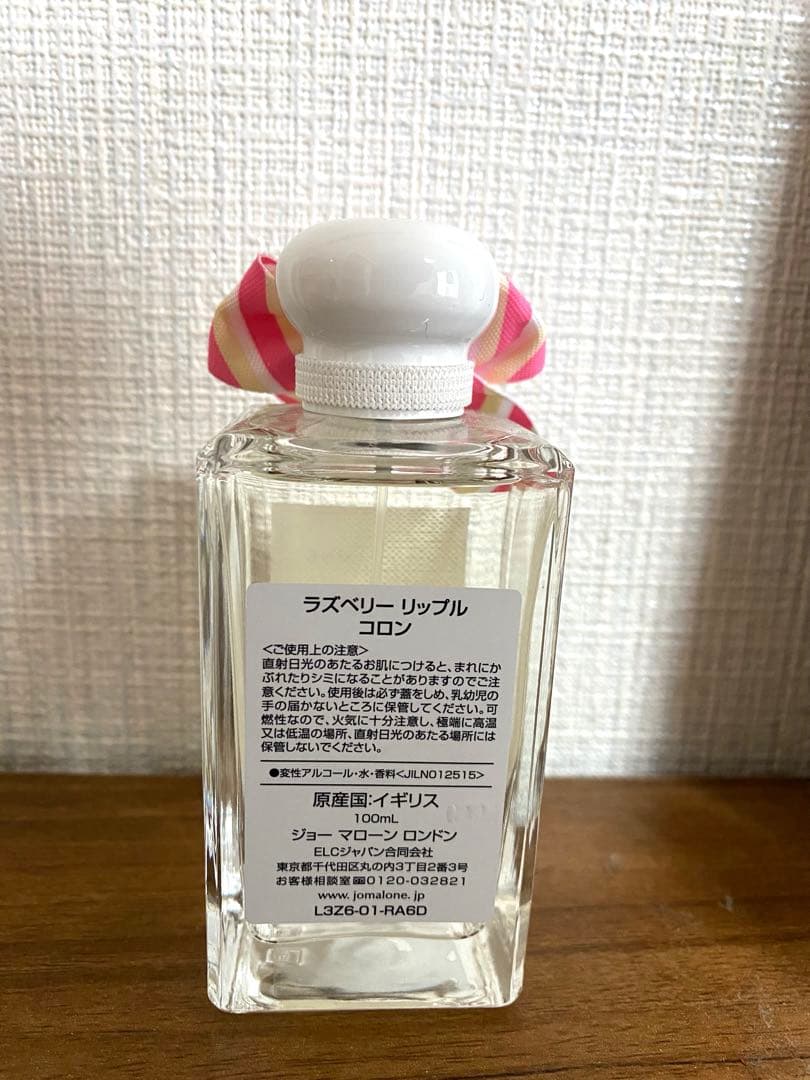 ラズベリー リップル
コロン
<ご使用上の注意>
直射日光のあたるお肌につけると、まれにか
ぶれたりシミになることがありますのでご注
意ください。使用後は必ず蓋をしめ、乳幼児の
手の届かないところに保管してください。可
燃性なので、火気に十分注意し、極端に高温
又は低温の場所、直射日光のあたる場所には
保管しないでください。
●変性アルコール・水・香料<JILN012515>
原産国:イギリス
100mL
ジョー マローン ロンドン
ELCジャパン合同会社
東京都千代田区丸の内3丁目2番3号
お客様相談室☎0120-032821
www. jomalone. jp
L3Z6-01-RA6D